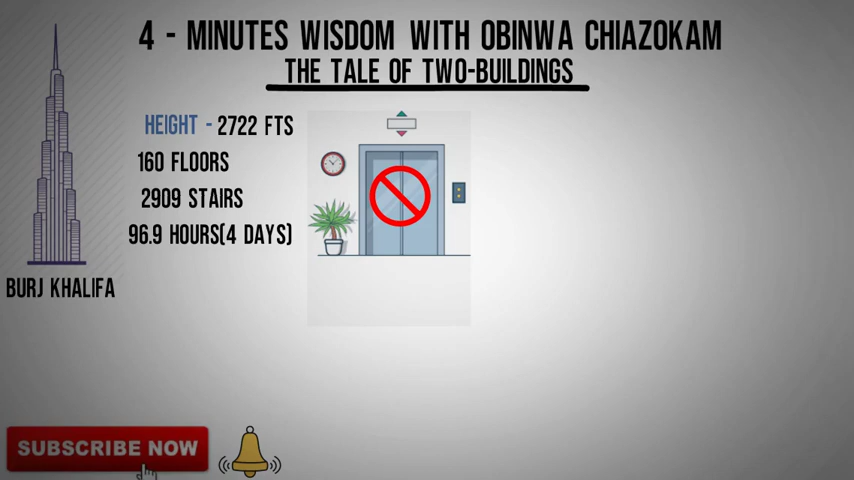 4 - MINUTES WISDOM WITH OBINWA CHIAZOKAM
THE TALE OF TWO-BUILDINGS
HEIGHT - 2722 FTS
160 FLOORS
2909 STAIRS
96.9 HOURS(4 DAYS)
BURJ KHALIFA
SUBSCRIBE NOW